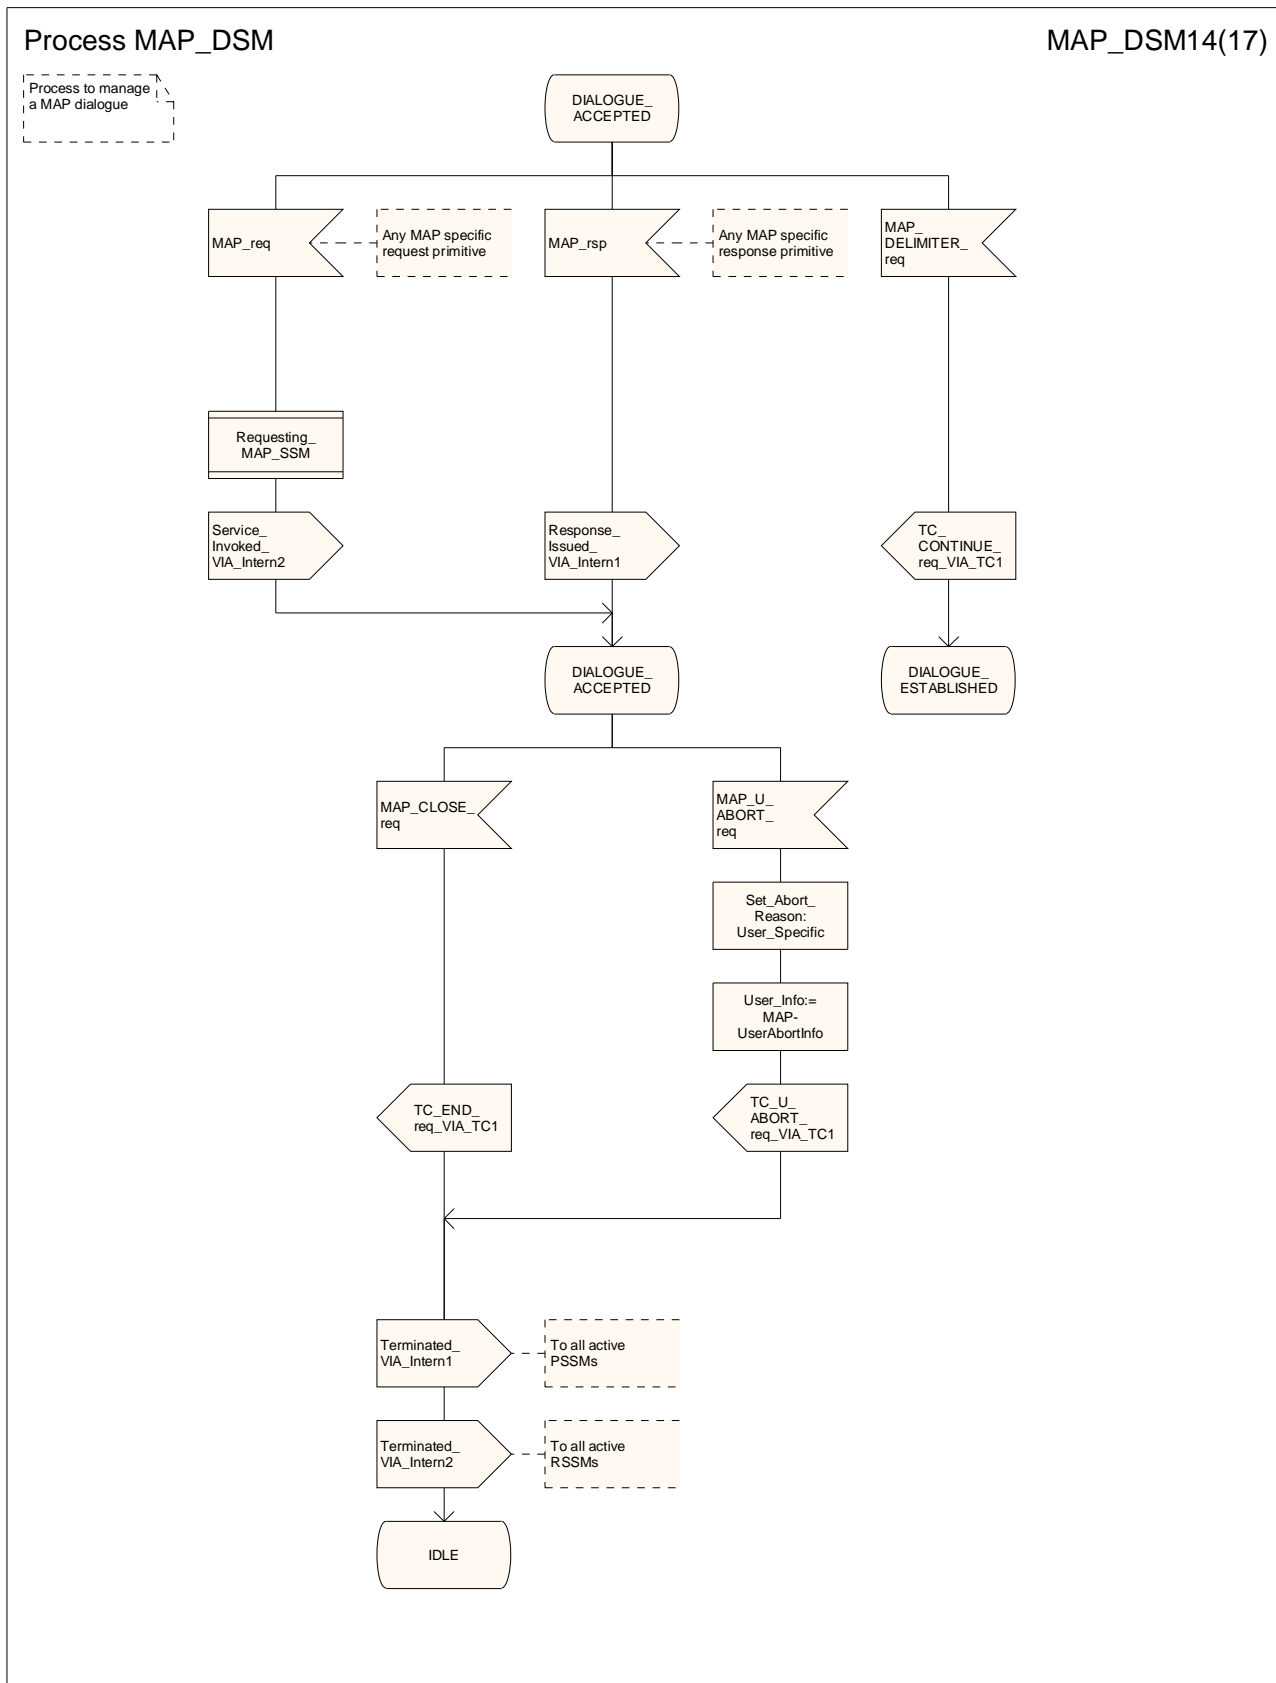 Process MAP_DSM
MAP_DSM14(17)
Process to manage
a MAP dialogue
DIALOGUE_
ACCEPTED
MAP_req
Any MAP specific
request primitive
MAP_rsp
Any MAP specific
response primitive
MAP_
DELIMITER_
req
Requesting_
MAP_SSM
Service_
Invoked_
VIA_Intern2
Response_
Issued_
VIA_Intern1
TC_
CONTINUE_
req_VIA_TC1
DIALOGUE_
ACCEPTED
DIALOGUE_
ESTABLISHED
MAP_CLOSE_
req
MAP_U_
ABORT_
req
Set_Abort_
Reason:
User_Specific
User_Info:=
MAP-
UserAbortInfo
TC_END_
req_VIA_TC1
TC_U_
ABORT_
req_VIA_TC1
Terminated_
VIA_Intern1
To all active
PSSMs
Terminated_
VIA_Intern2
To all active
RSSMs
IDLE